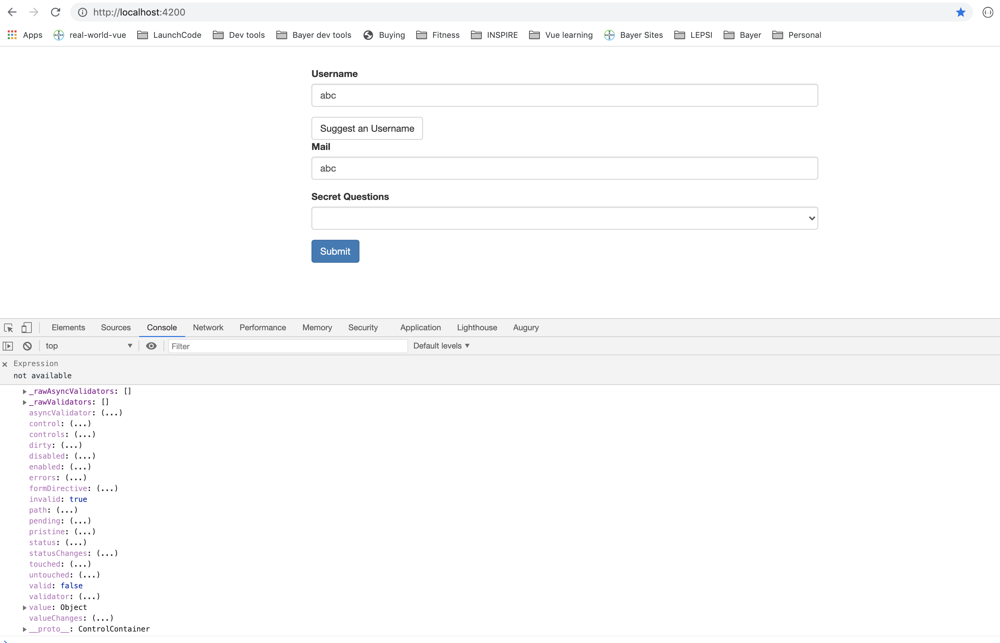 http://localhost:4200
Apps real-world-vue LaunchCode Dev tools Bayer dev tools Buying Fitness INSPIRE Vue learning Bayer Sites LEPSI Bayer Personal
Username
abc
Suggest an Username
Mail
abc
Secret Questions
Submit
Elements Sources Console Network Performance Memory Security Application Lighthouse Augury
top Filter Default levels
Expression
not available
_rawAsyncValidators: []
_rawValidators: []
asyncValidator: (...)
control: (...)
controls: (...)
dirty: (...)
disabled: (...)
enabled: (...)
errors: (...)
formDirective: (...)
invalid: true
path: (...)
pending: (...)
pristine: (...)
status: (...)
statusChanges: (...)
touched: (...)
untouched: (...)
valid: false
validator: (...)
value: Object
valueChanges: (...)
__proto__: ControlContainer